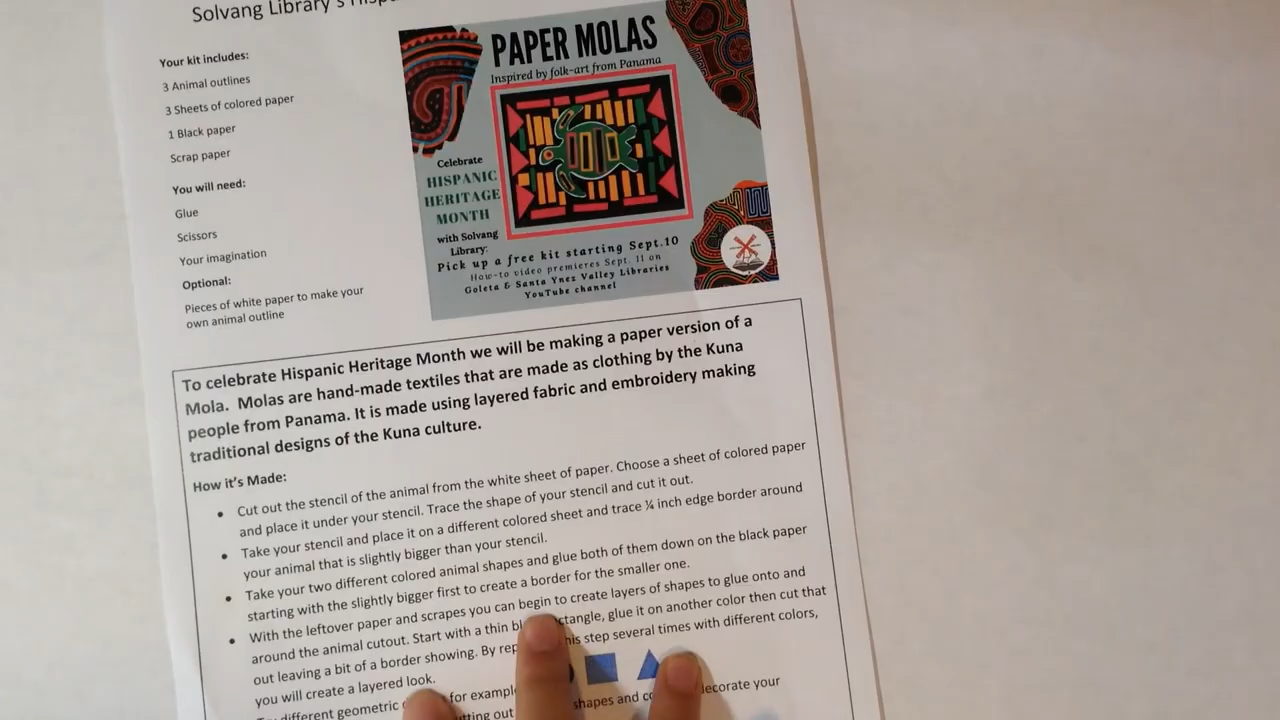 Solvang Library's
Your kit includes:
3 Animal outlines
3 Sheets of colored paper
1 Black paper
Scrap paper
You will need:
Glue
Scissors
Your imagination
Optional:
Pieces of white paper to make your
own animal outline
PAPER MOLAS
Inspired by folk-art from Panama
Celebrate
HISPANIC
HERITAGE
MONTH
with Solvang
Library:
Pick up a free kit starting Sept.10
How-to video premieres Sept. 11 on
Goleta & Santa Ynez Valley Libraries
YouTube channel
To celebrate Hispanic Heritage Month we will be making a paper version of a
Mola. Molas are hand-made textiles that are made as clothing by the Kuna
people from Panama. It is made using layered fabric and embroidery making
traditional designs of the Kuna culture.
How it's Made:
• Cut out the stencil of the animal from the white sheet of paper. Choose a sheet of colored paper
and place it under your stencil. Trace the shape of your stencil and cut it out.
• Take your stencil and place it on a different colored sheet and trace ¼ inch edge border around
your animal that is slightly bigger than your stencil.
• Take your two different colored animal shapes and glue both of them down on the black paper
starting with the slightly bigger first to create a border for the smaller one.
• With the leftover paper and scrapes you can begin to create layers of shapes to glue onto and
around the animal cutout. Start with a thin rectangle, glue it on another color then cut that
out leaving a bit of a border showing. By this step several times with different colors,
you will create a layered look.
different geometric for example
cutting out shapes and decorate your